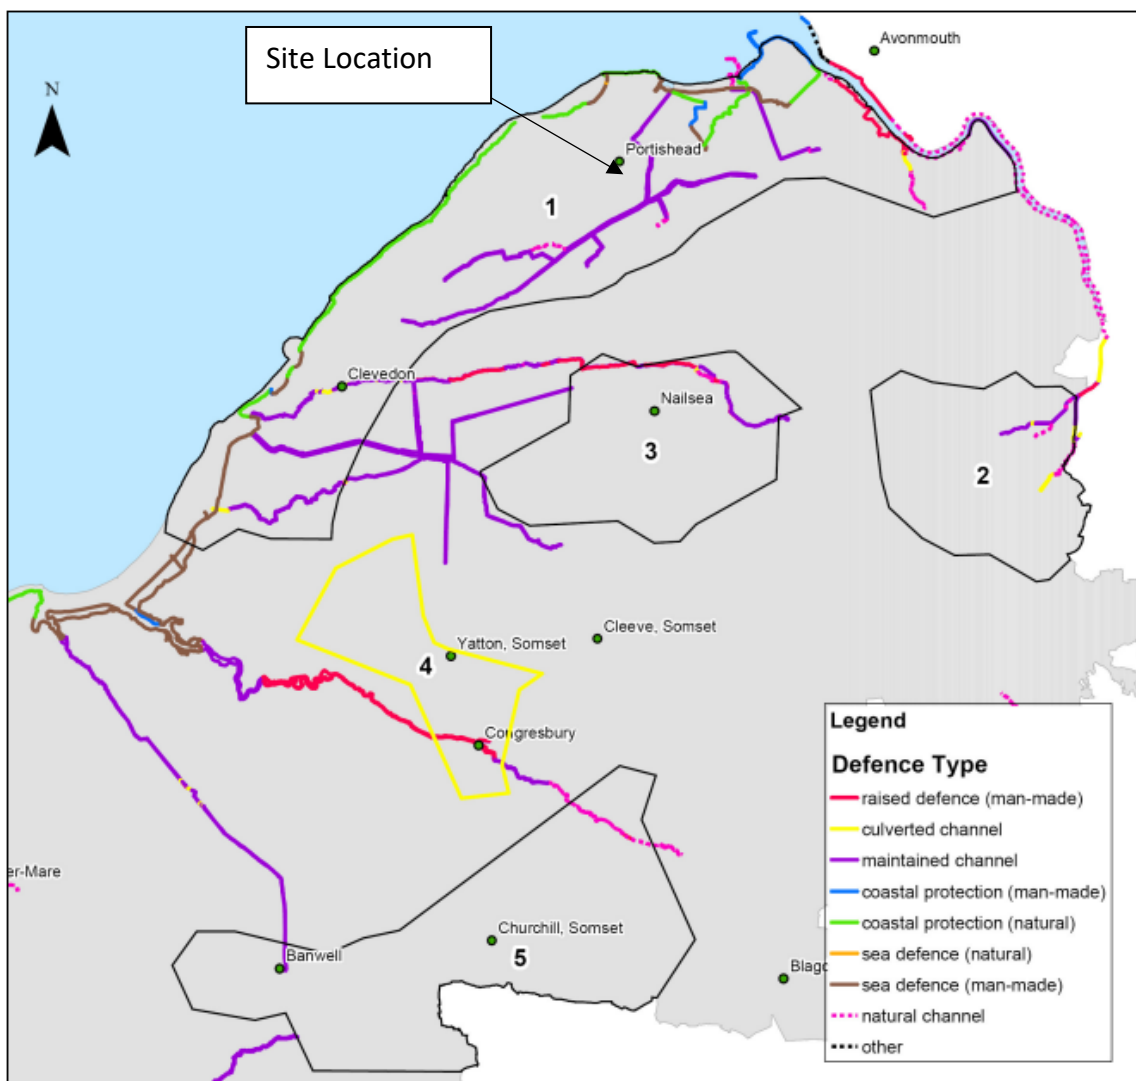 Site Location
Avonmouth
N
Portishead
1
Clevedon
Nailsea
3
2
Cleeve, Somset
Yatton, Somset
4
Congresbury
er-Mare
Churchill, Somset
5
Banwell
Blagd
Legend
Defence Type
raised defence (man-made)
culverted channel
maintained channel
coastal protection (man-made)
coastal protection (natural)
sea defence (natural)
sea defence (man-made)
natural channel
other